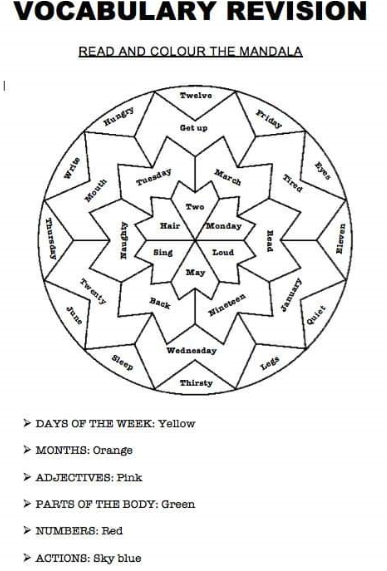 VOCABULARY REVISION
READ AND COLOUR THE MANDALA
Twelve
Hungry
Friday
Get up
Write
Eyes
Mouth
Tuesday
March
Tired
Two
Thursday
Naughty
Hair
Monday
Read
Eleven
Sing
Loud
May
Twenty
Back
Nineteen
January
June
Quiet
Wednesday
Sleep
Legs
Thirsty
➢ DAYS OF THE WEEK: Yellow
➢ MONTHS: Orange
➢ ADJECTIVES: Pink
➢ PARTS OF THE BODY: Green
➢ NUMBERS: Red
➢ ACTIONS: Sky blue